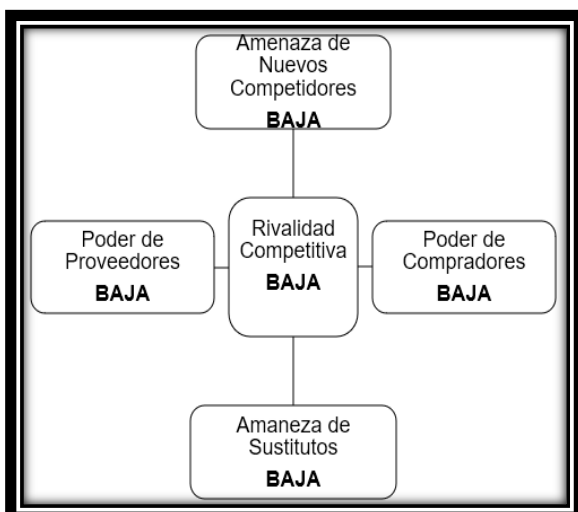 Amenaza de
Nuevos
Competidores
BAJA
Poder de
Proveedores
BAJA
Rivalidad
Competitiva
BAJA
Poder de
Compradores
BAJA
Amaneza de
Sustitutos
BAJA